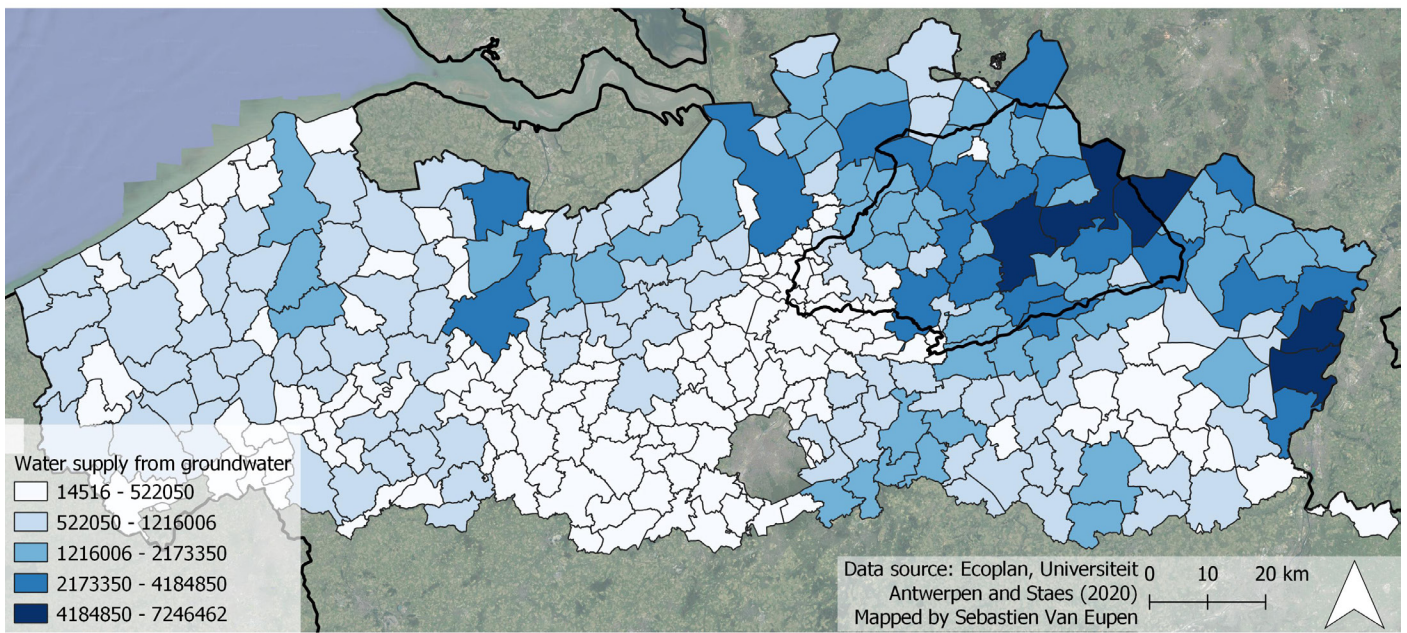 Water supply from groundwater
14516 - 522050
522050 - 1216006
1216006 - 2173350
2173350 - 4184850
4184850 - 7246462
Data source: Ecoplan, Universiteit
Antwerpen and Staes (2020)
Mapped by Sebastien Van Eupen
0 10 20 km